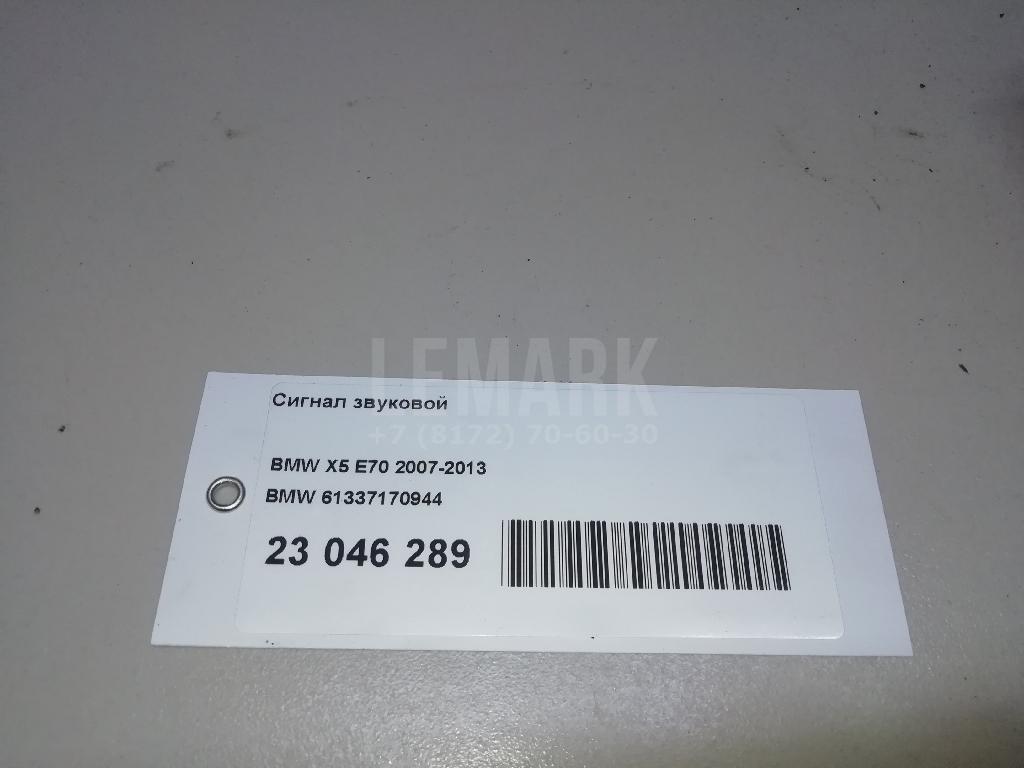 LEMARK
Сигнал звуковой
+7 (8172) 70-60-30
BMW X5 E70 2007-2013
BMW 61337170944
23 046 289